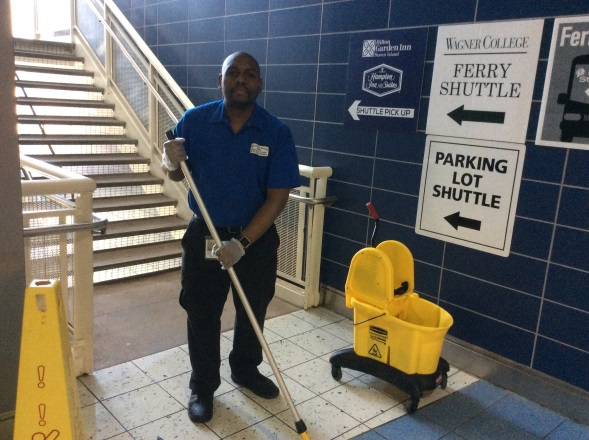 Hilton
Garden Inn
Staten Island
Hampton
Inn
& Suites
SHUTTLE PICK UP
WAGNER COLLEGE
FERRY SHUTTLE
PARKING
LOT
SHUTTLE
Fer